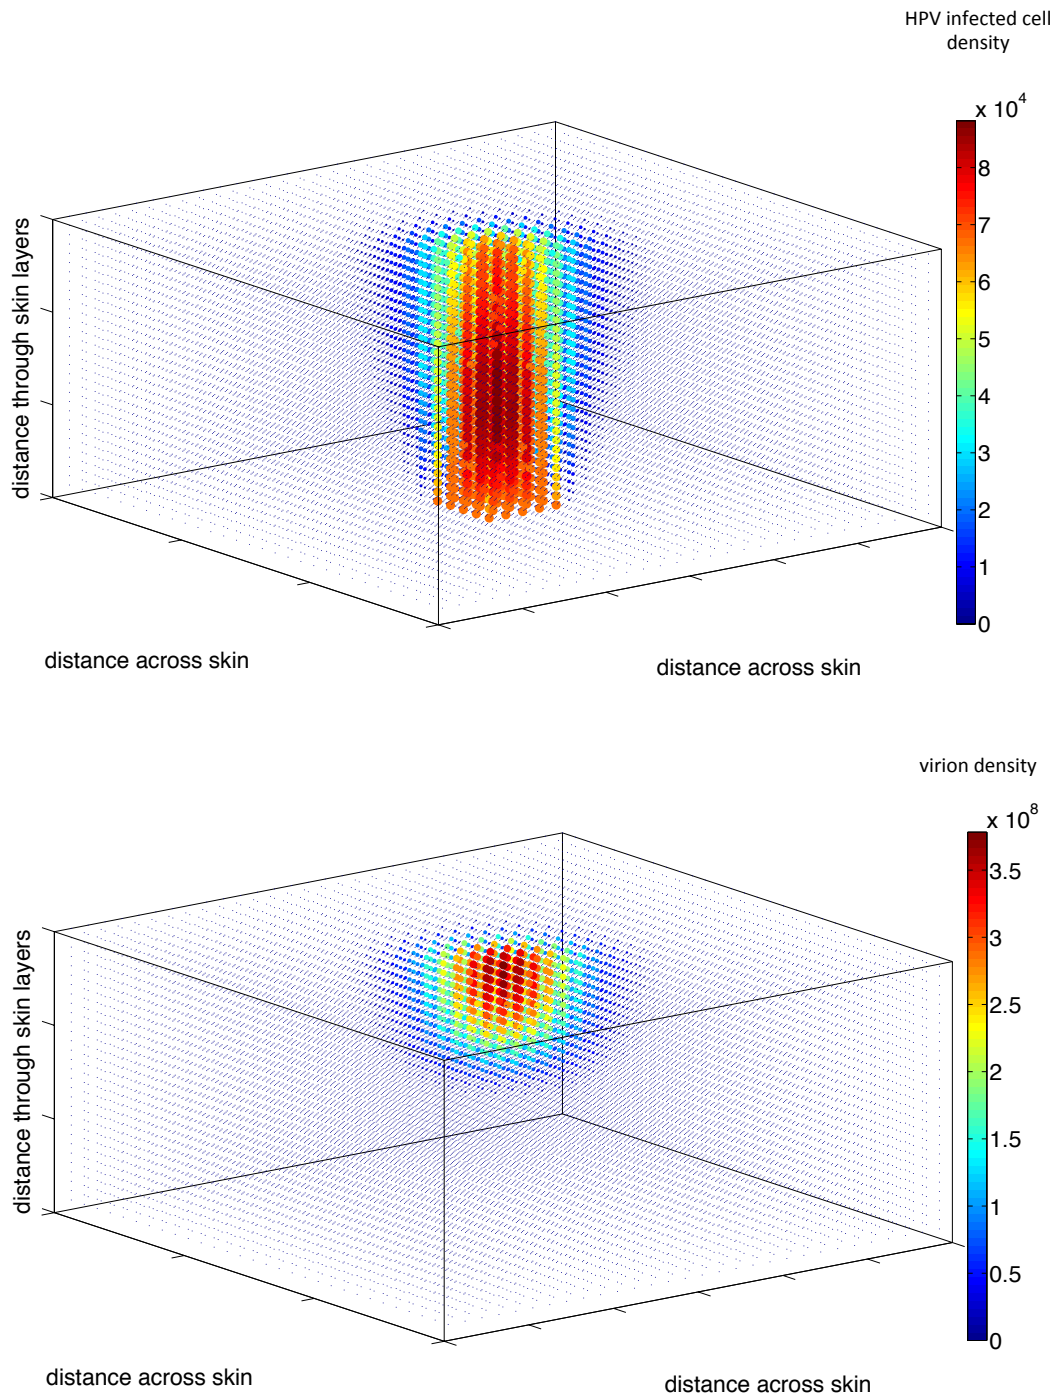 HPV infected cell
density
x 10^4
8
7
6
5
4
3
2
1
0
distance through skin layers
distance across skin
distance across skin
virion density
x 10^8
3.5
3
2.5
2
1.5
1
0.5
0
distance through skin layers
distance across skin
distance across skin